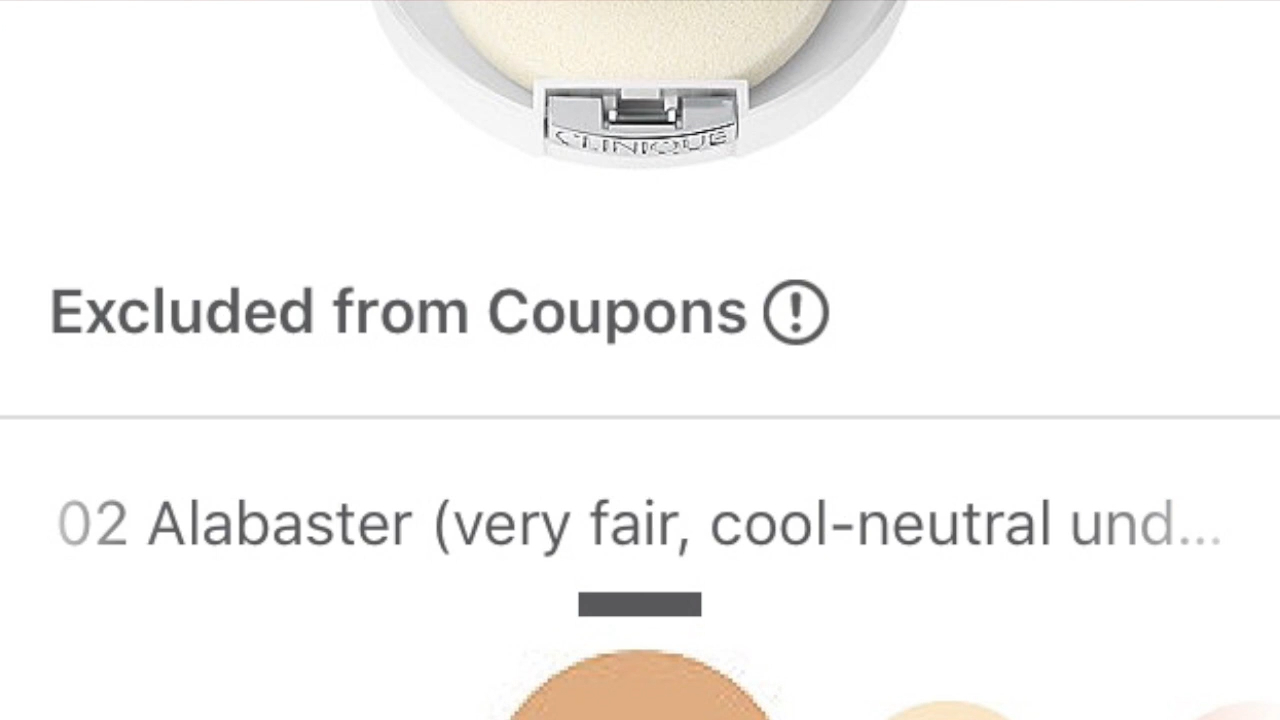 CLINIQUE
Excluded from Coupons
02 Alabaster (very fair, cool-neutral und...